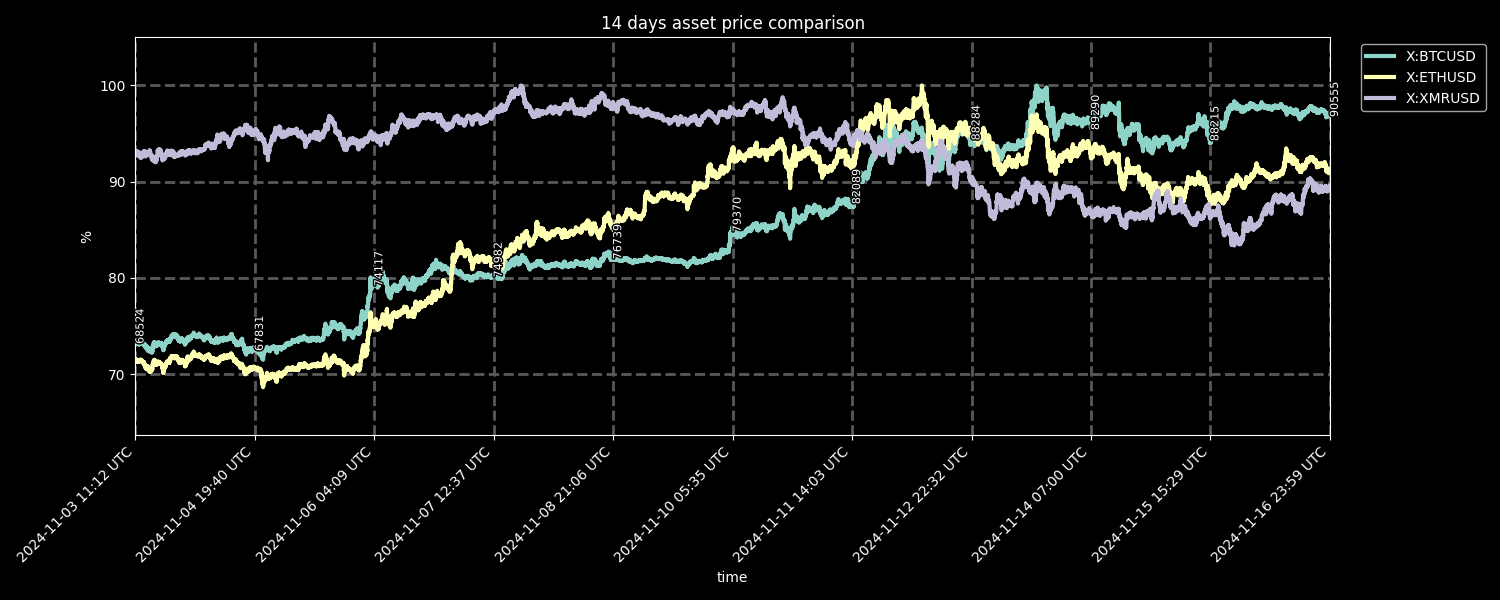 14 days asset price comparison
X:BTCUSD
X:ETHUSD
X:XMRUSD
%
100
90
80
70
68524
67831
74117
74982
76739
79370
82089
88284
89290
88215
90555
2024-11-03 11:12 UTC
2024-11-04 19:40 UTC
2024-11-06 04:09 UTC
2024-11-07 12:37 UTC
2024-11-08 21:06 UTC
2024-11-10 05:35 UTC
2024-11-11 14:03 UTC
2024-11-12 22:32 UTC
2024-11-14 07:00 UTC
2024-11-15 15:29 UTC
2024-11-16 23:59 UTC
time